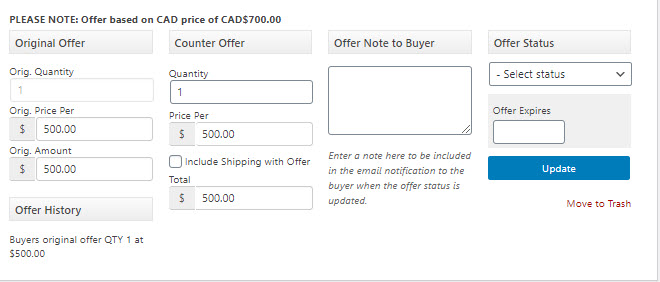 PLEASE NOTE: Offer based on CAD price of CAD$700.00
Original Offer
Orig. Quantity
1
Orig. Price Per
$ 500.00
Orig. Amount
$ 500.00
Offer History
Buyers original offer QTY 1 at
$500.00
Counter Offer
Quantity
1
Price Per
$ 500.00
Include Shipping with Offer
Total
$ 500.00
Offer Note to Buyer
Enter a note here to be included
in the email notification to the
buyer when the offer status is
updated.
Offer Status
- Select status
Offer Expires
Update
Move to Trash